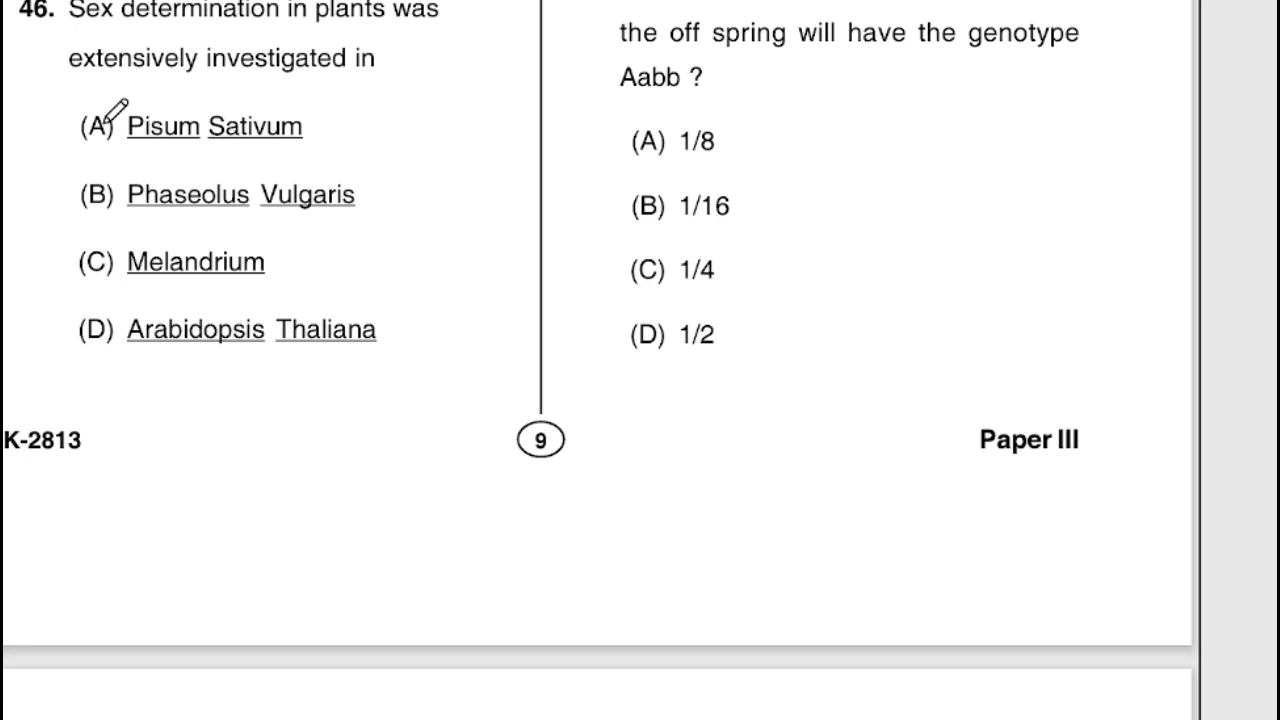 46. Sex determination in plants was
extensively investigated in
(A) Pisum Sativum
(B) Phaseolus Vulgaris
(C) Melandrium
(D) Arabidopsis Thaliana
the off spring will have the genotype
Aabb ?
(A) 1/8
(B) 1/16
(C) 1/4
(D) 1/2
K-2813
9
Paper III